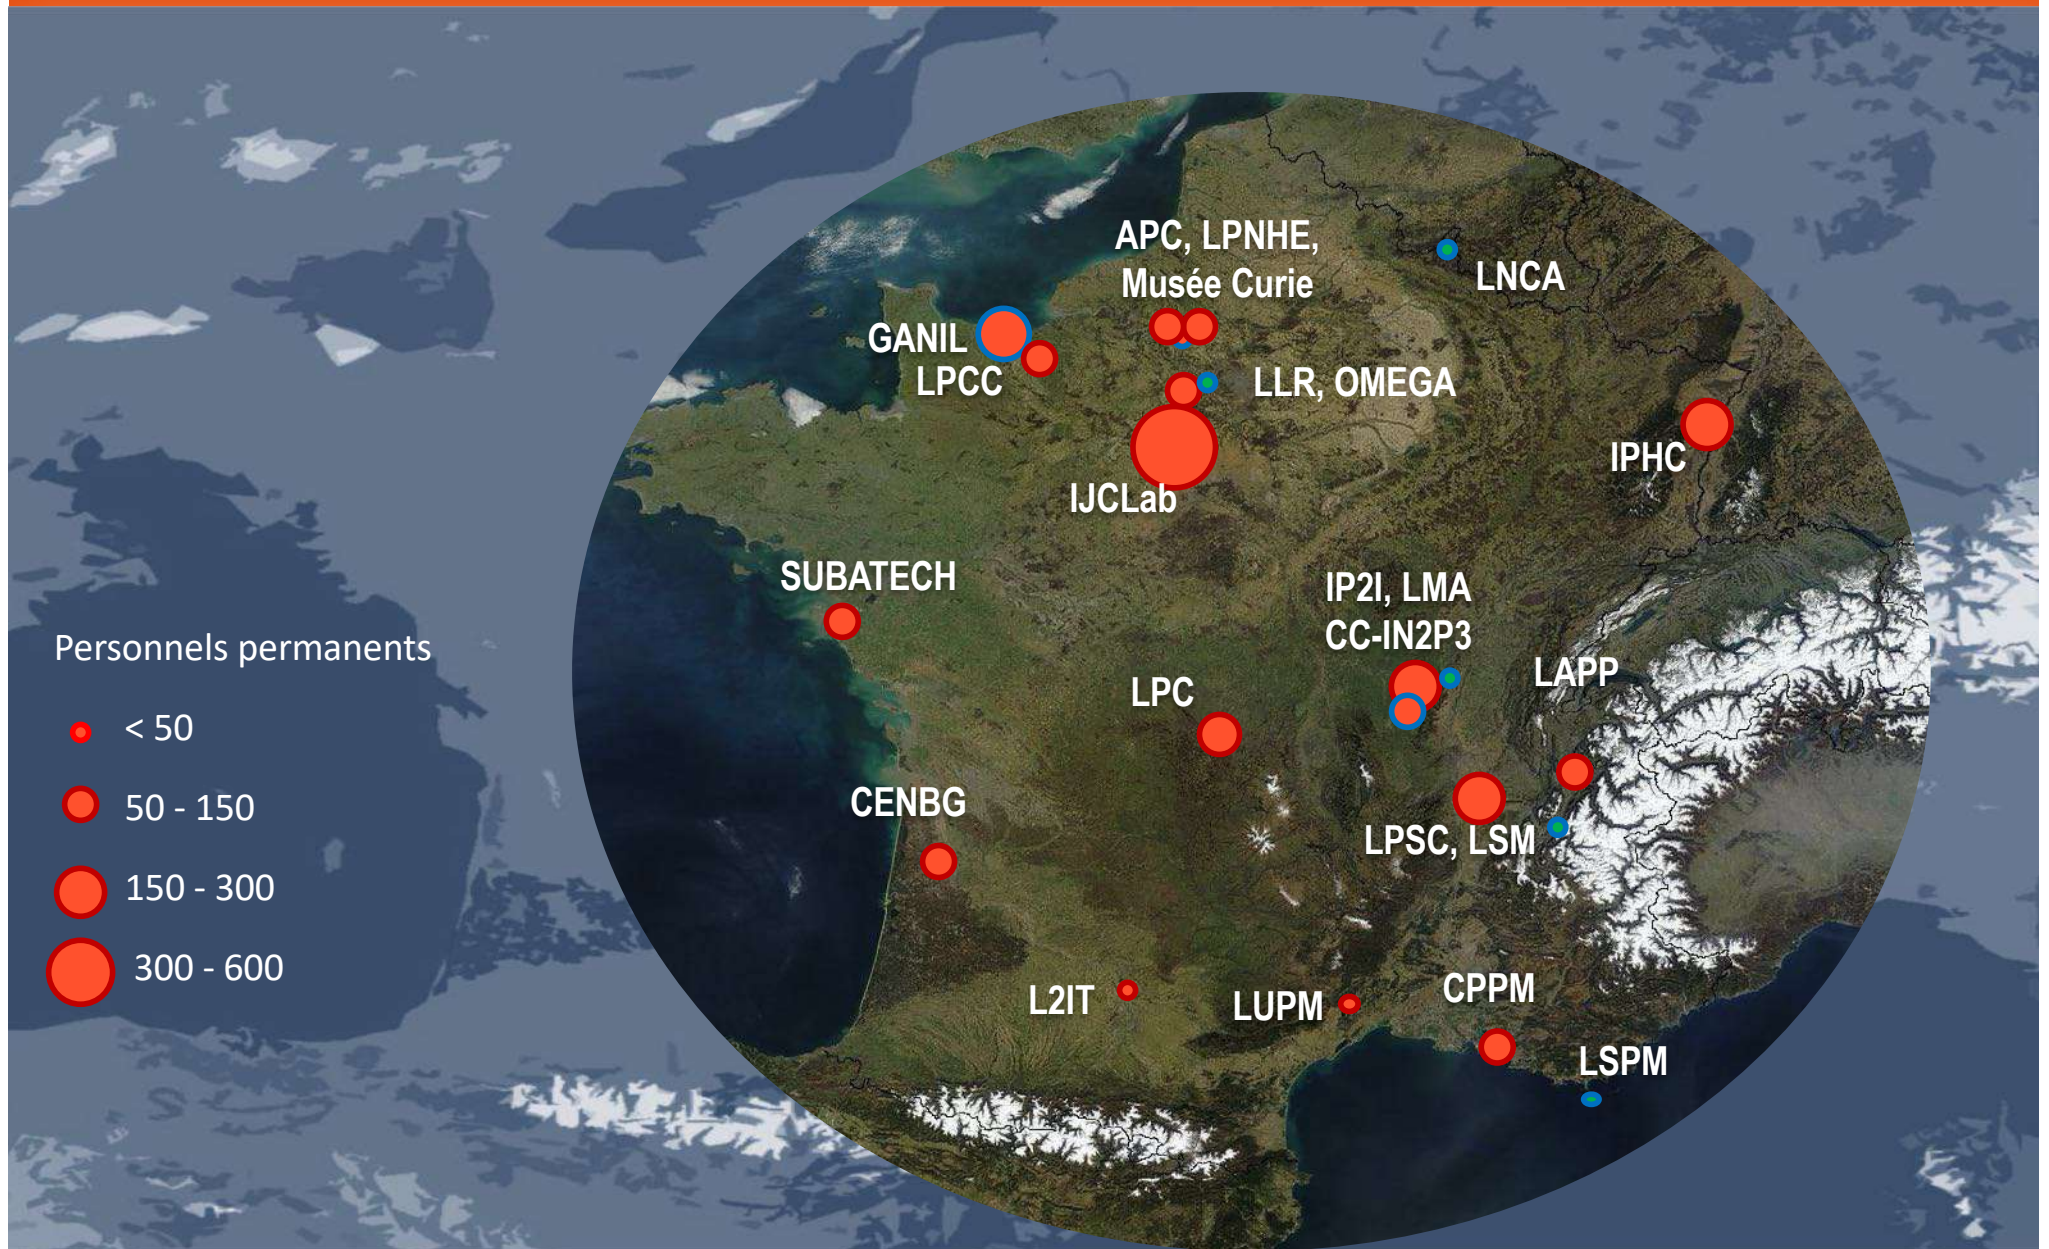 APC, LPNHE,
Musée Curie
LNCA
GANIL
LPCC
LLR, OMEGA
IPHC
IJCLab
SUBATECH
IP2I, LMA
CC-IN2P3
LAPP
LPC
CENBG
LPSC, LSM
L2IT
LUPM
CPPM
LSPM
Personnels permanents
< 50
50 - 150
150 - 300
300 - 600